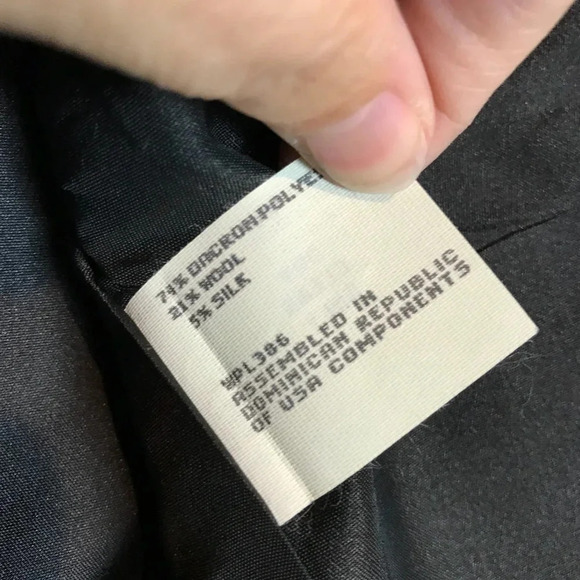 74% DACRON POLYE
21% WOOL
5% SILK
WPL386
ASSEMBLED IN
DOMINICAN REPUBLIC
OF USA COMPONENTS